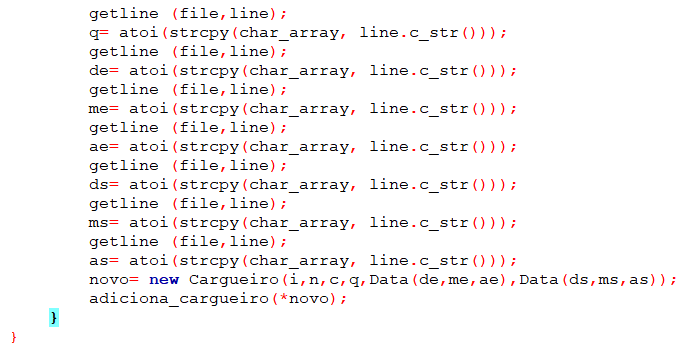 getline (file,line);
q= atoi(strcpy(char_array, line.c_str()));
getline (file,line);
de= atoi(strcpy(char_array, line.c_str()));
getline (file,line);
me= atoi(strcpy(char_array, line.c_str()));
getline (file,line);
ae= atoi(strcpy(char_array, line.c_str()));
getline (file,line);
ds= atoi(strcpy(char_array, line.c_str()));
getline (file,line);
ms= atoi(strcpy(char_array, line.c_str()));
getline (file,line);
as= atoi(strcpy(char_array, line.c_str()));
novo= new Cargueiro(i,n,c,q,Data(de,me,ae),Data(ds,ms,as));
adiciona_cargueiro(*novo);
}
}